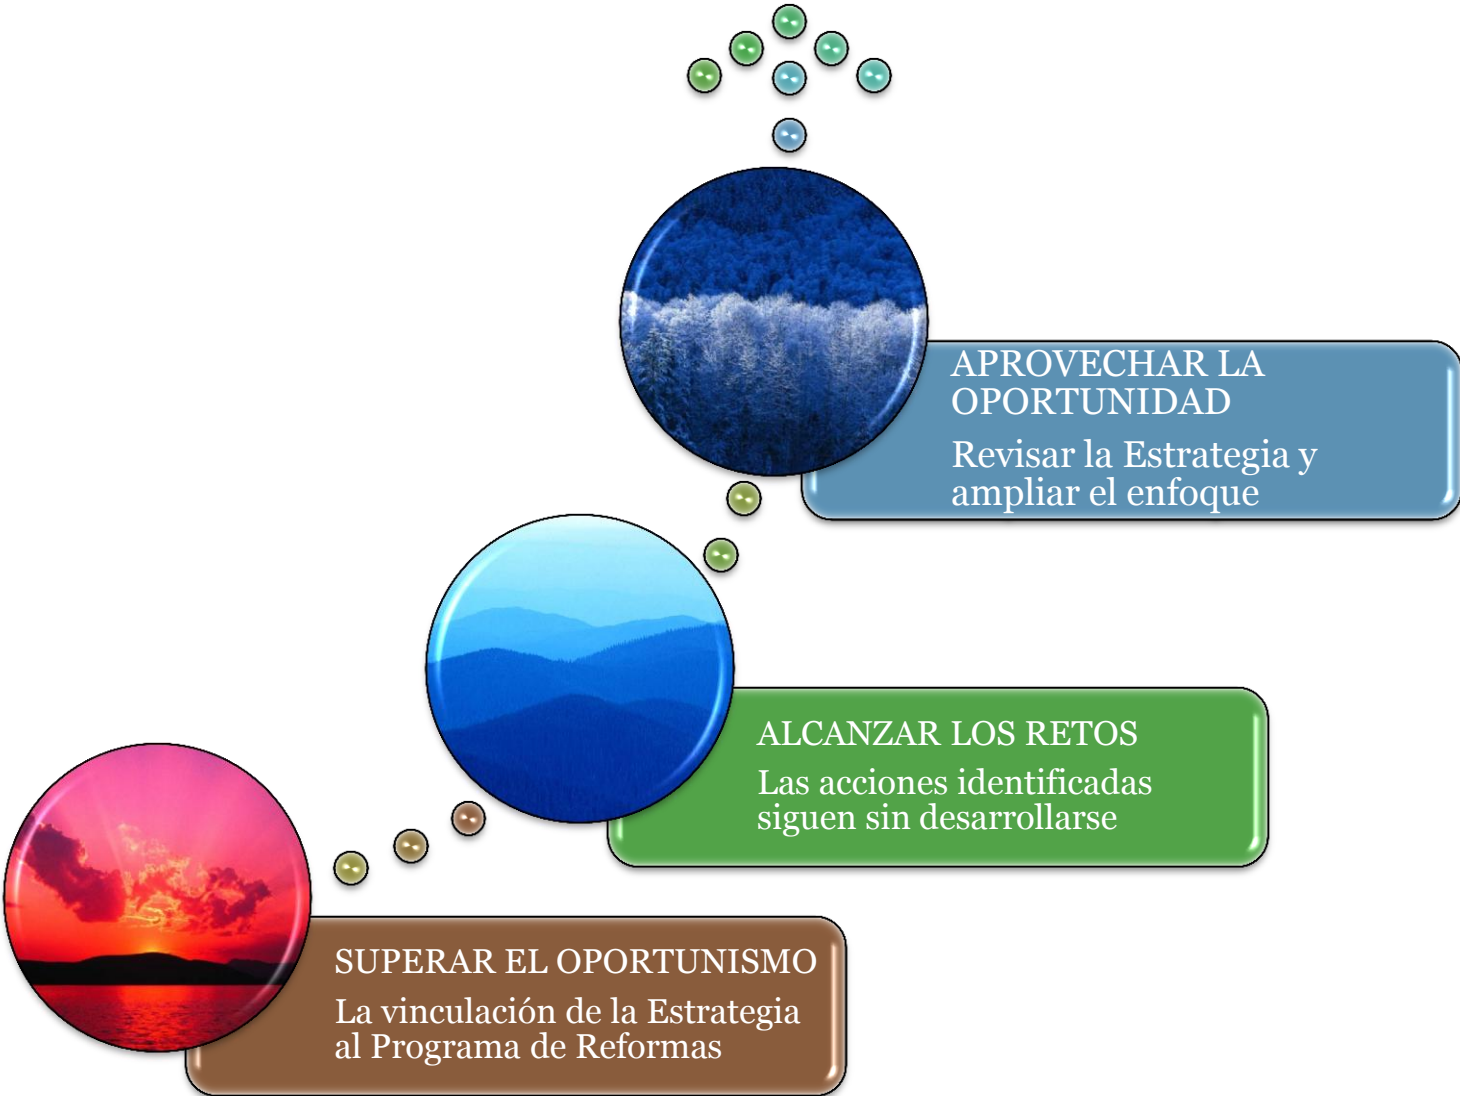 APROVECHAR LA
OPORTUNIDAD
Revisar la Estrategia y
ampliar el enfoque
ALCANZAR LOS RETOS
Las acciones identificadas
siguen sin desarrollarse
SUPERAR EL OPORTUNISMO
La vinculación de la Estrategia
al Programa de Reformas